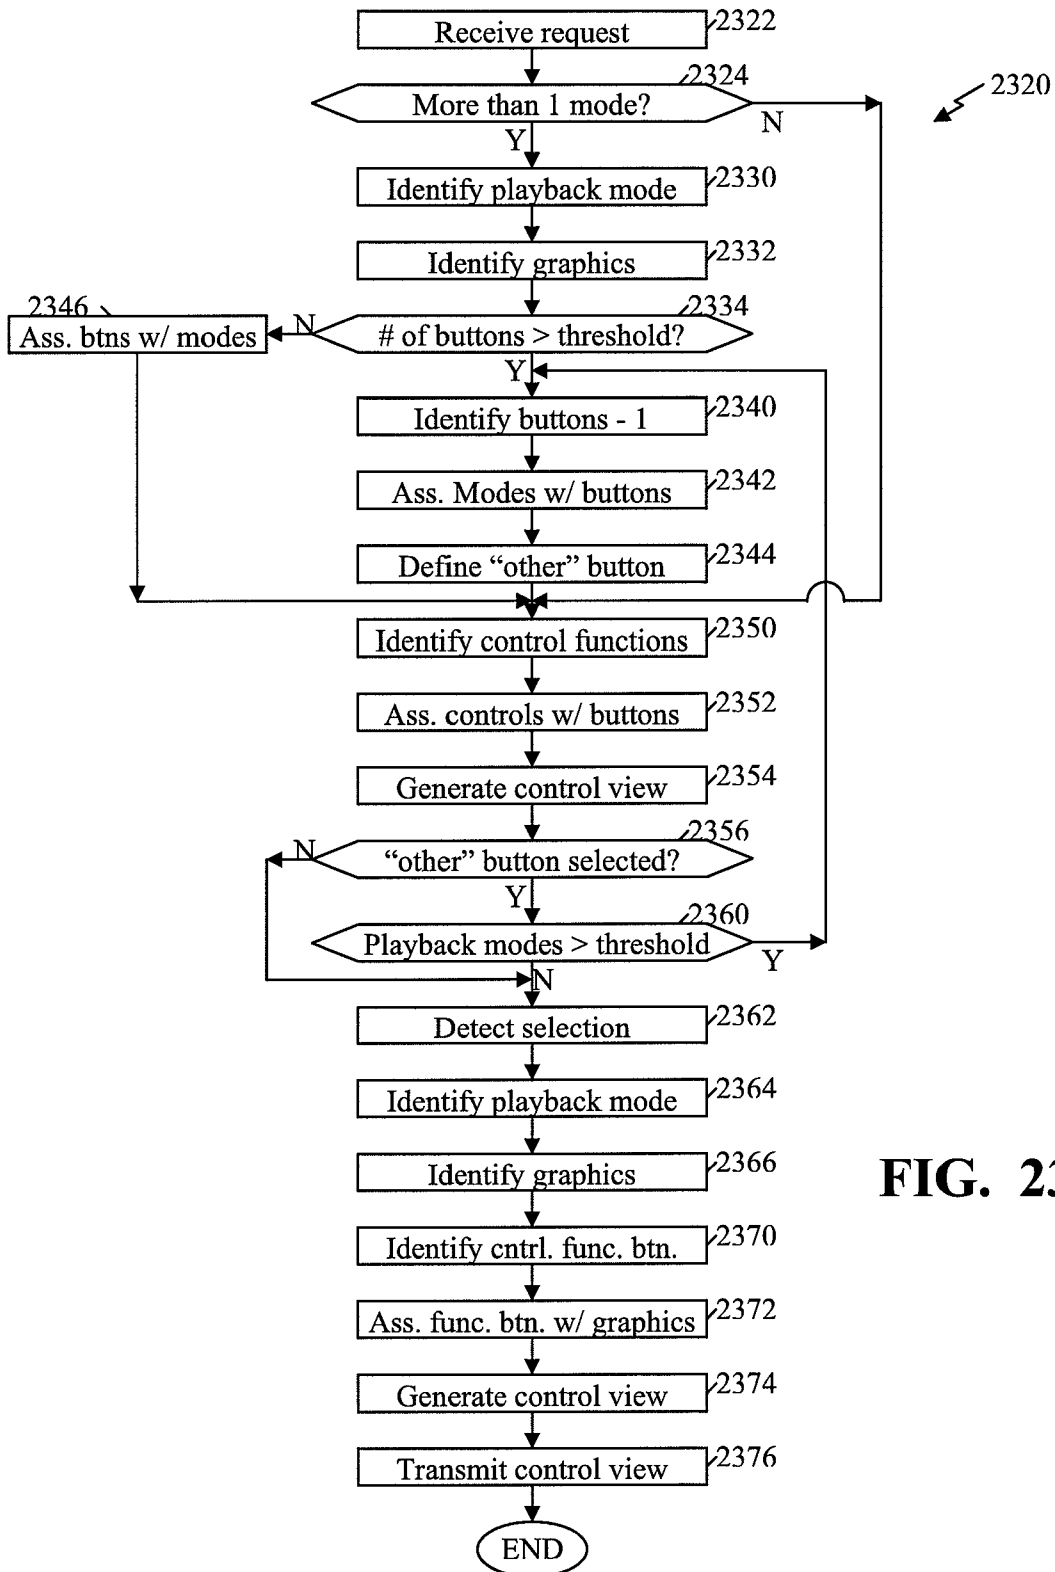 Receive request
2322
2324
More than 1 mode?
N
2320
Y
Identify playback mode
2330
Identify graphics
2332
2346
Ass. btns w/ modes
N
2334
# of buttons > threshold?
Y
Identify buttons - 1
2340
Ass. Modes w/ buttons
2342
Define “other” button
2344
Identify control functions
2350
Ass. controls w/ buttons
2352
Generate control view
2354
2356
N
“other” button selected?
Y
2360
Playback modes > threshold
Y
N
Detect selection
2362
Identify playback mode
2364
Identify graphics
2366
FIG. 23
Identify cntrl. func. btn.
2370
Ass. func. btn. w/ graphics
2372
Generate control view
2374
Transmit control view
2376
END